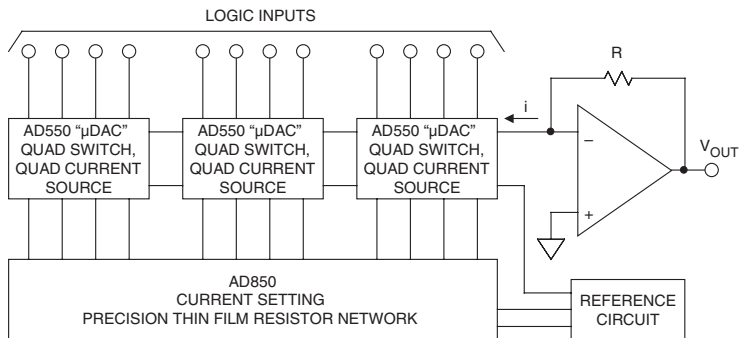 LOGIC INPUTS
R
i
AD550 “μDAC”
QUAD SWITCH,
QUAD CURRENT
SOURCE
AD550 “μDAC”
QUAD SWITCH,
QUAD CURRENT
SOURCE
AD550 “μDAC”
QUAD SWITCH,
QUAD CURRENT
SOURCE
–
+
VOUT
AD850
CURRENT SETTING
PRECISION THIN FILM RESISTOR NETWORK
REFERENCE
CIRCUIT